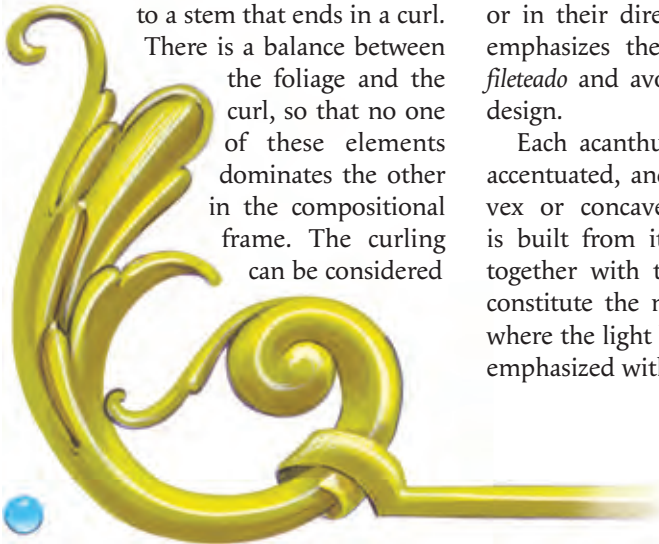 to a stem that ends in a curl.
There is a balance between
the foliage and the
curl, so that no one
of these elements
dominates the other
in the compositional
frame. The curling
can be considered
or in their dire
emphasizes the
fileteado and avo
design.
Each acanthu
accentuated, and
vex or concave
is built from it
together with t
constitute the
where the light
emphasized with